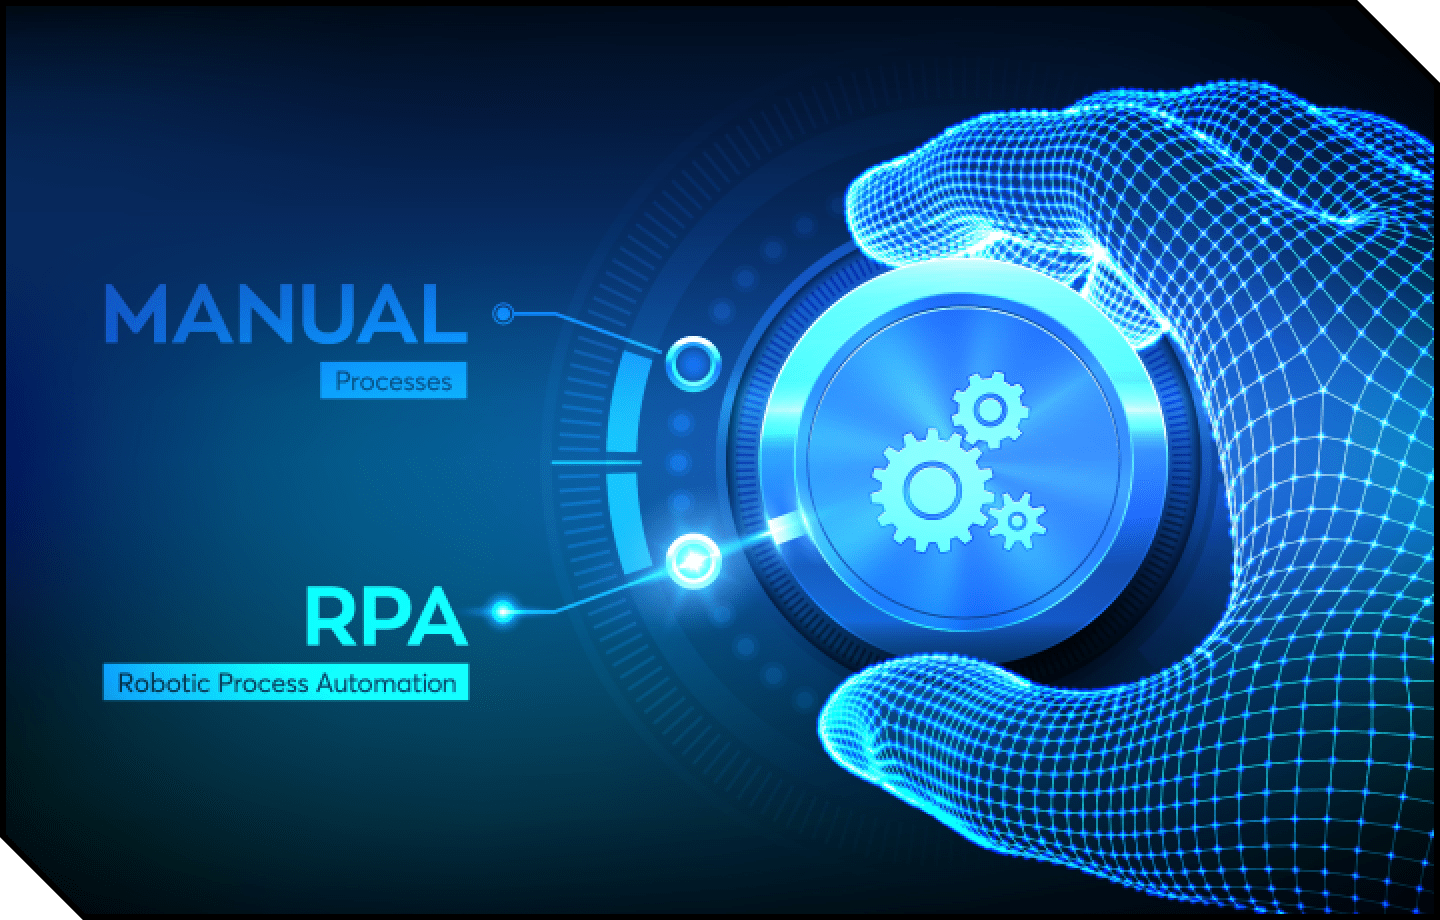 MANUAL
Processes
RPA
Robotic Process Automation